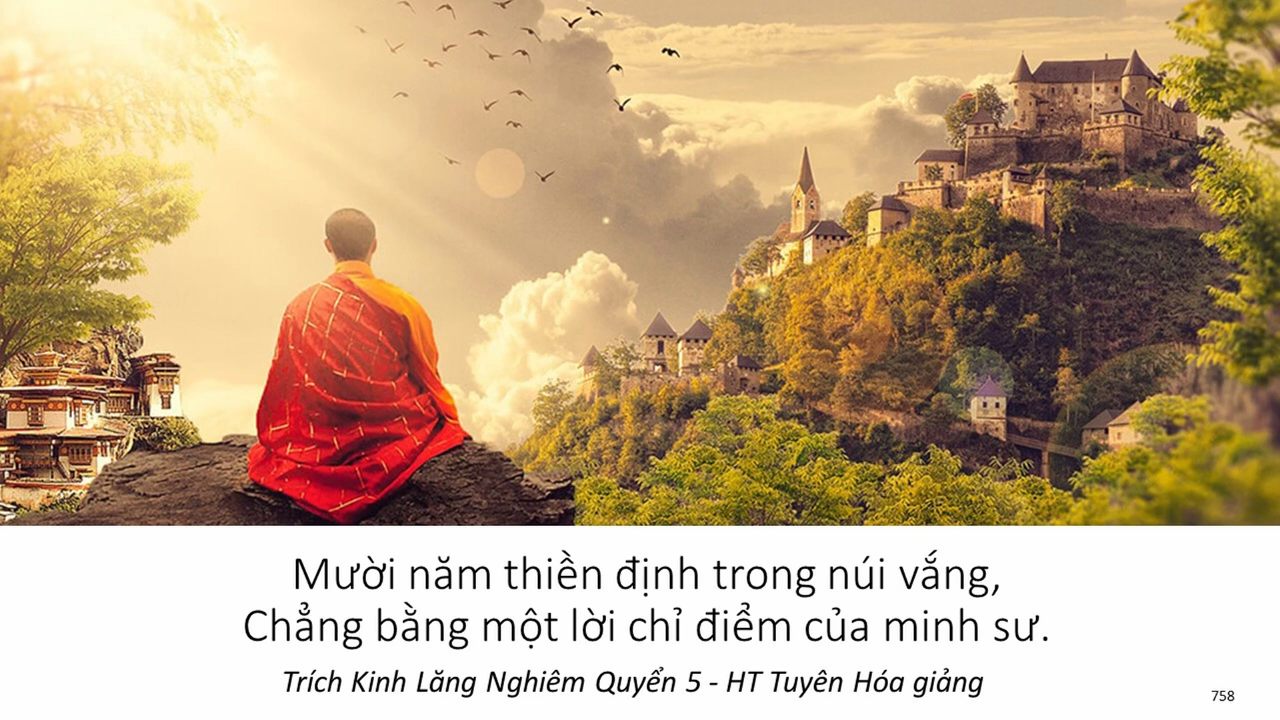 Mười năm thiền định trong núi vắng,
Chẳng bằng một lời chỉ điểm của minh sư.
Trích Kinh Lăng Nghiêm Quyển 5 - HT Tuyên Hóa giảng
758